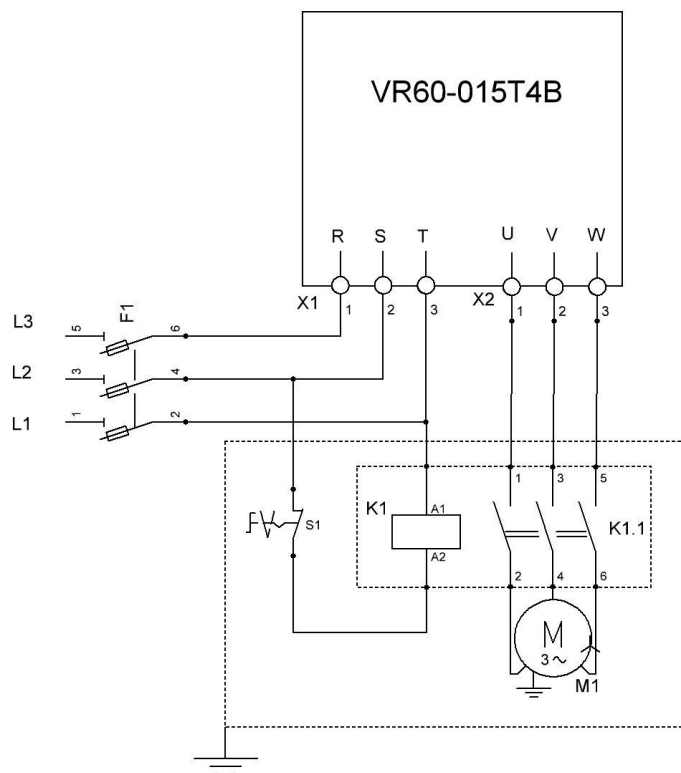 VR60-015T4B
R S T U V W
X1 1 2 3 X2 1 2 3
L3 5 F1 6
L2 3 4
L1 1 2
1 3 5
K1 A1 K1.1
S1
A2
2 4 6
M
3~
M1